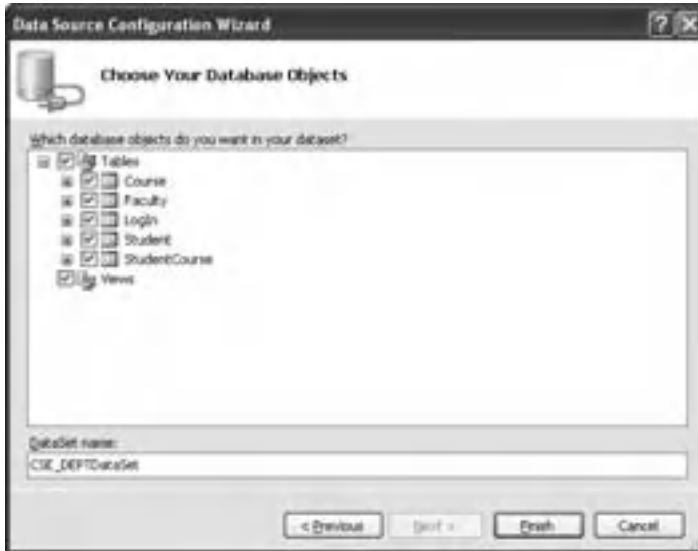 Data Source Configuration Wizard
Choose Your Database Objects
Which database objects do you want in your dataset?
Tables
Course
Faculty
LogIn
Student
StudentCourse
Views
DataSet name:
CSE_DEPTDataSet
< Previous
Next >
Finish
Cancel